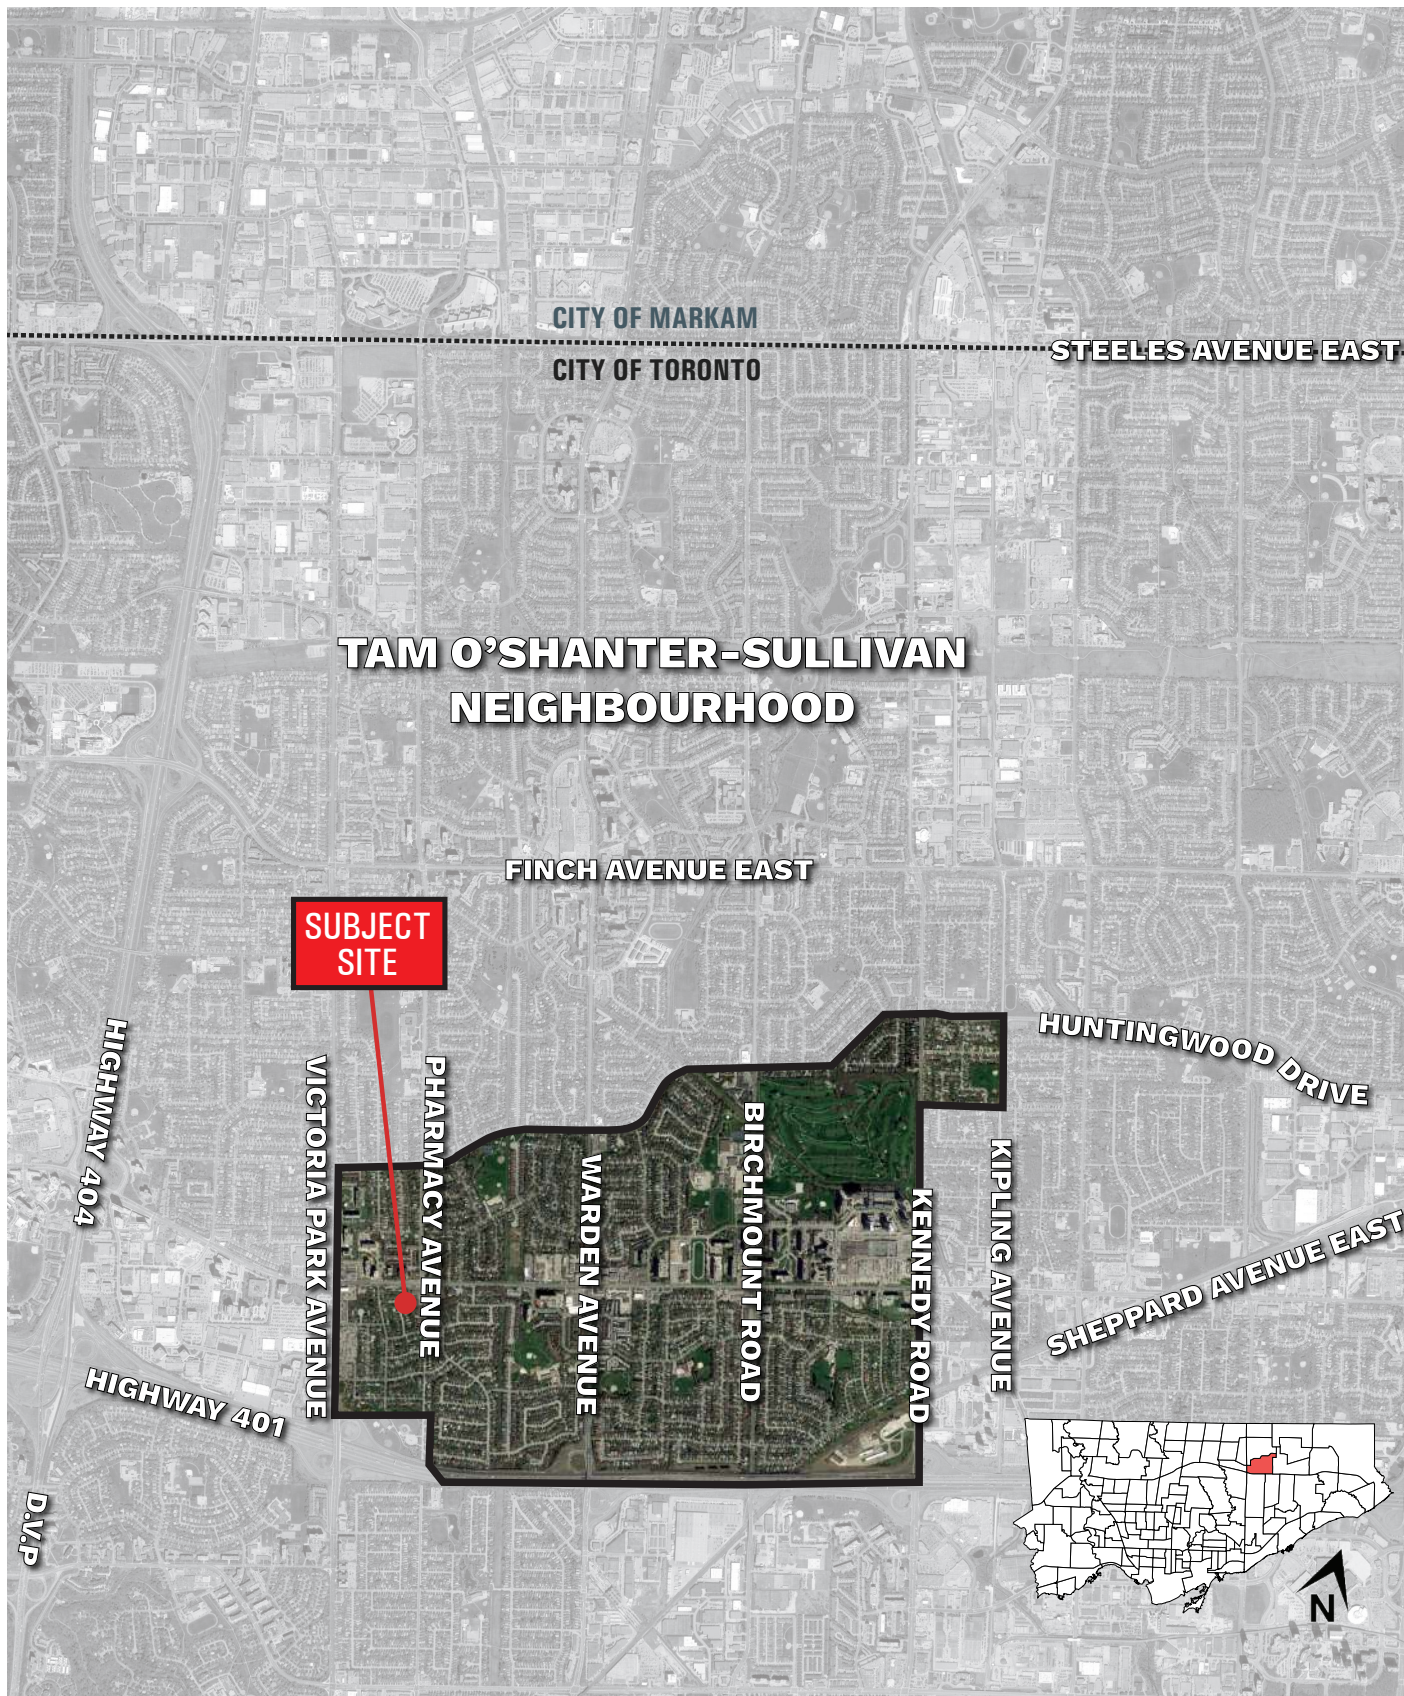 CITY OF MARKAM
STEELES AVENUE EAST
CITY OF TORONTO
TAM O’SHANTER-SULLIVAN
NEIGHBOURHOOD
FINCH AVENUE EAST
SUBJECT
SITE
HUNTINGWOOD DRIVE
HIGHWAY 404
VICTORIA PARK AVENUE
PHARMACY AVENUE
WARDEN AVENUE
BIRCHMOUNT ROAD
KENNEDY ROAD
KIPLING AVENUE
SHEPPARD AVENUE EAST
HIGHWAY 401
D.V.P
N